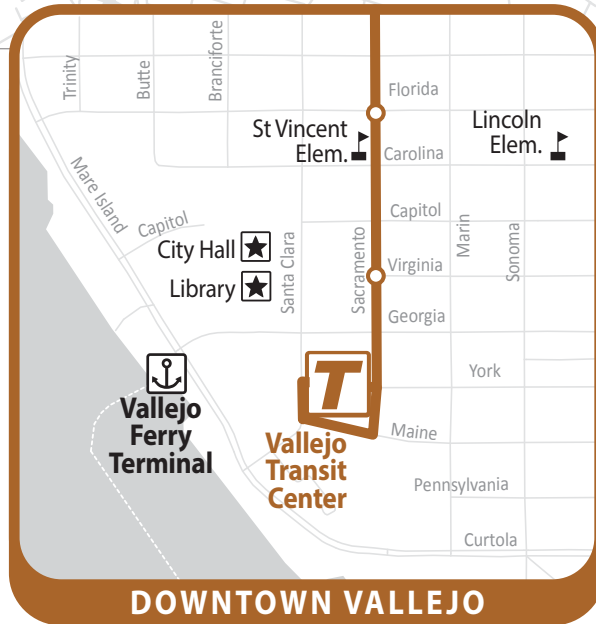 Trinity
Butte
Branciforte
Florida
St Vincent
Elem.
Lincoln
Elem.
Carolina
Mare Island
Capitol
Capitol
City Hall
Library
Santa Clara
Sacramento
Marin
Sonoma
Virginia
Georgia
York
T
Vallejo
Ferry
Terminal
Vallejo
Transit
Center
Maine
Pennsylvania
Curtola
DOWNTOWN VALLEJO